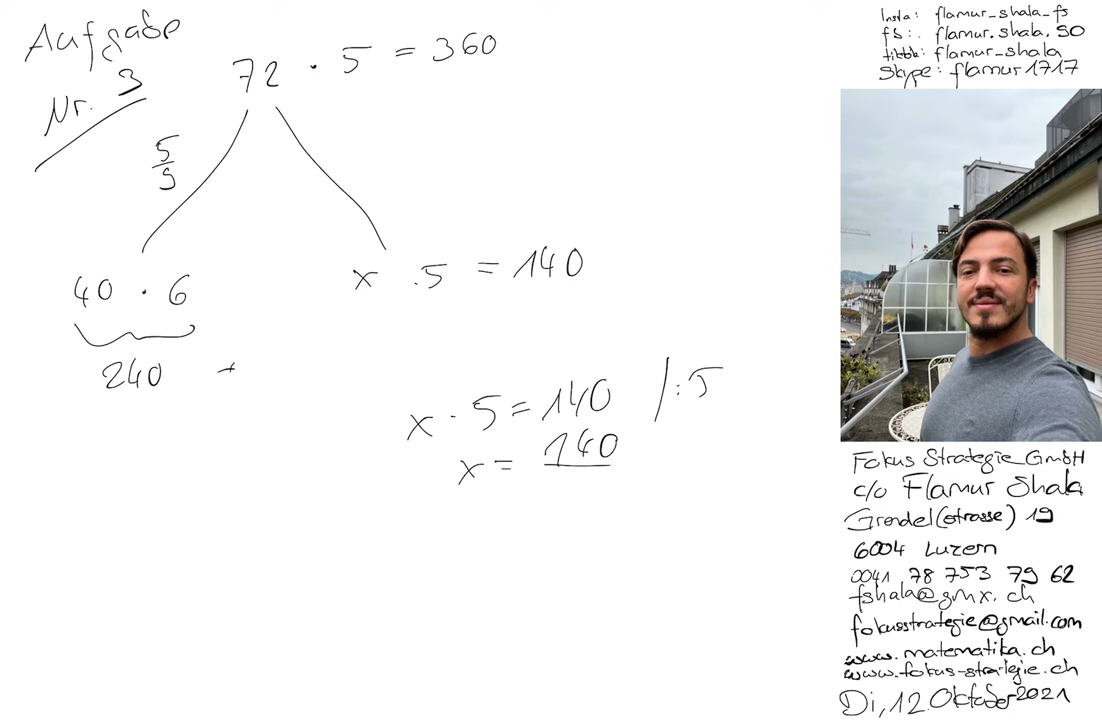 Aufgabe
Nr. 3
72 · 5 = 360
5/5
40 · 6
x · 5 = 140
240 +
x · 5 = 140 / : 5
x = 140
Insta: flamur_shala_fs
fb: flamur.shala.90
tiktok: flamur_shala
Skype: flamur1717
Fokus Strategie GmbH
c/o Flamur Shala
Grendel(strasse) 19
6004 Luzern
0041 78 753 79 62
fshala@gmx.ch
fokusstrategie@gmail.com
www.matematika.ch
www.fokus-strategie.ch
Di, 12. Oktober 2021